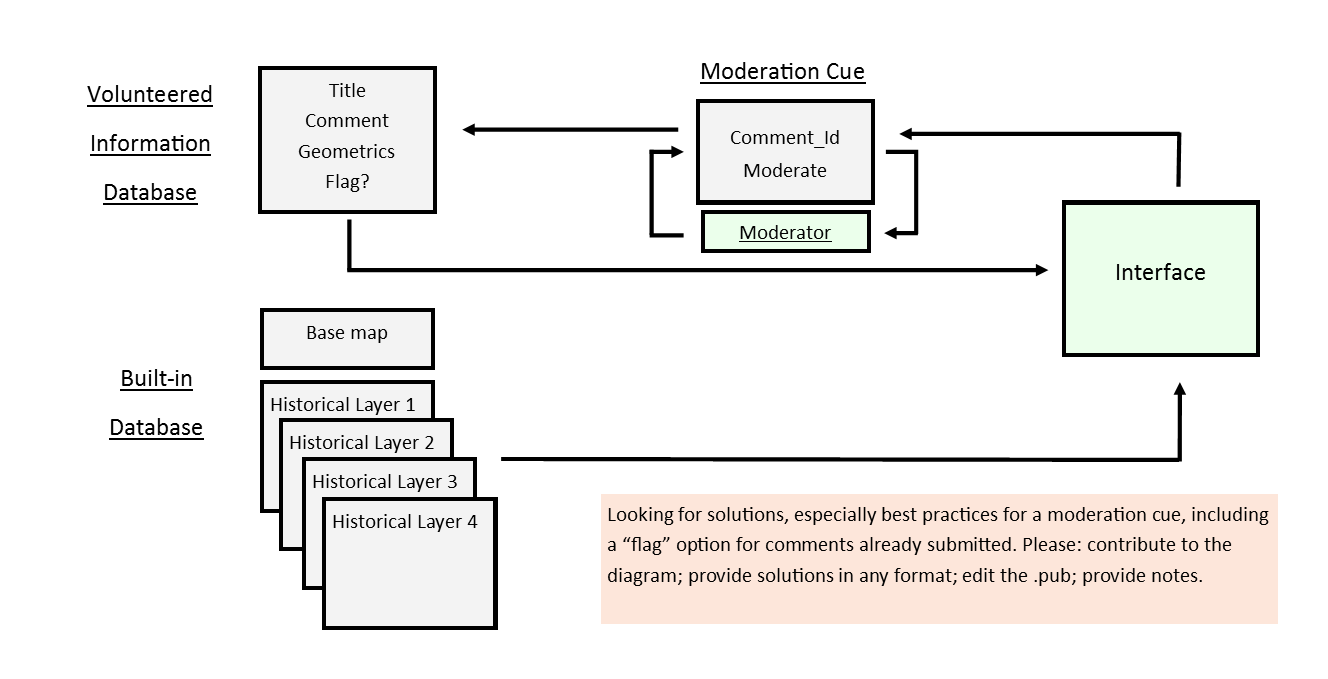 Volunteered
Information
Database
Title
Comment
Geometrics
Flag?
Moderation Cue
Comment_Id
Moderate
Moderator
Interface
Built-in
Database
Base map
Historical Layer 1
Historical Layer 2
Historical Layer 3
Historical Layer 4
Looking for solutions, especially best practices for a moderation cue, including
a “flag” option for comments already submitted. Please: contribute to the
diagram; provide solutions in any format; edit the .pub; provide notes.